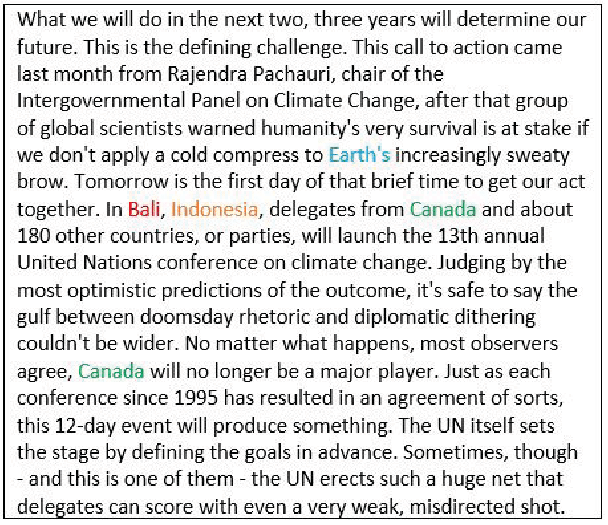 What we will do in the next two, three years will determine our
future. This is the defining challenge. This call to action came
last month from Rajendra Pachauri, chair of the
Intergovernmental Panel on Climate Change, after that group
of global scientists warned humanity's very survival is at stake if
we don't apply a cold compress to Earth's increasingly sweaty
brow. Tomorrow is the first day of that brief time to get our act
together. In Bali, Indonesia, delegates from Canada and about
180 other countries, or parties, will launch the 13th annual
United Nations conference on climate change. Judging by the
most optimistic predictions of the outcome, it's safe to say the
gulf between doomsday rhetoric and diplomatic dithering
couldn't be wider. No matter what happens, most observers
agree, Canada will no longer be a major player. Just as each
conference since 1995 has resulted in an agreement of sorts,
this 12-day event will produce something. The UN itself sets
the stage by defining the goals in advance. Sometimes, though
- and this is one of them - the UN erects such a huge net that
delegates can score with even a very weak, misdirected shot.